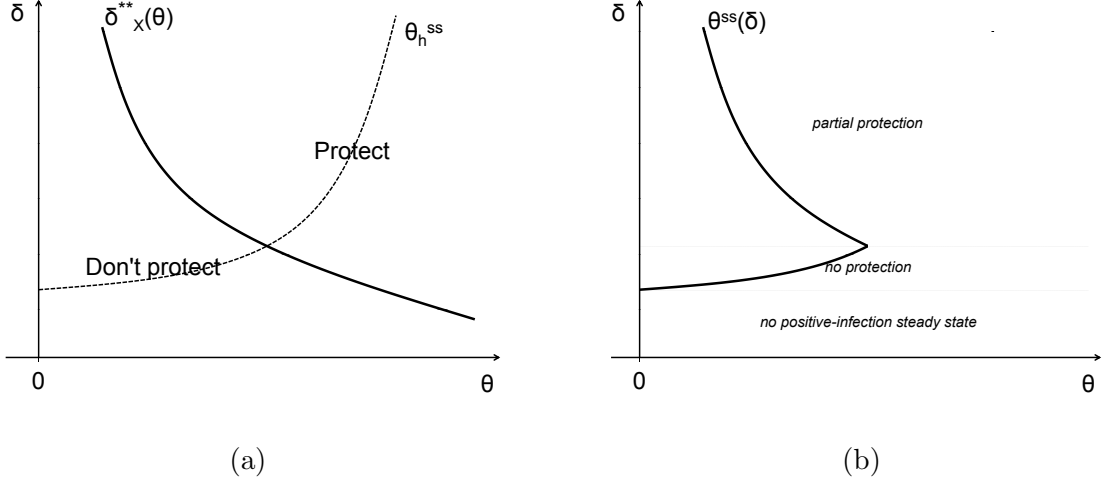 δ
δ**X(θ)
θhss
Protect
Don't protect
0
θ
(a)
δ
θss(δ)
partial protection
no protection
no positive-infection steady state
0
θ
(b)